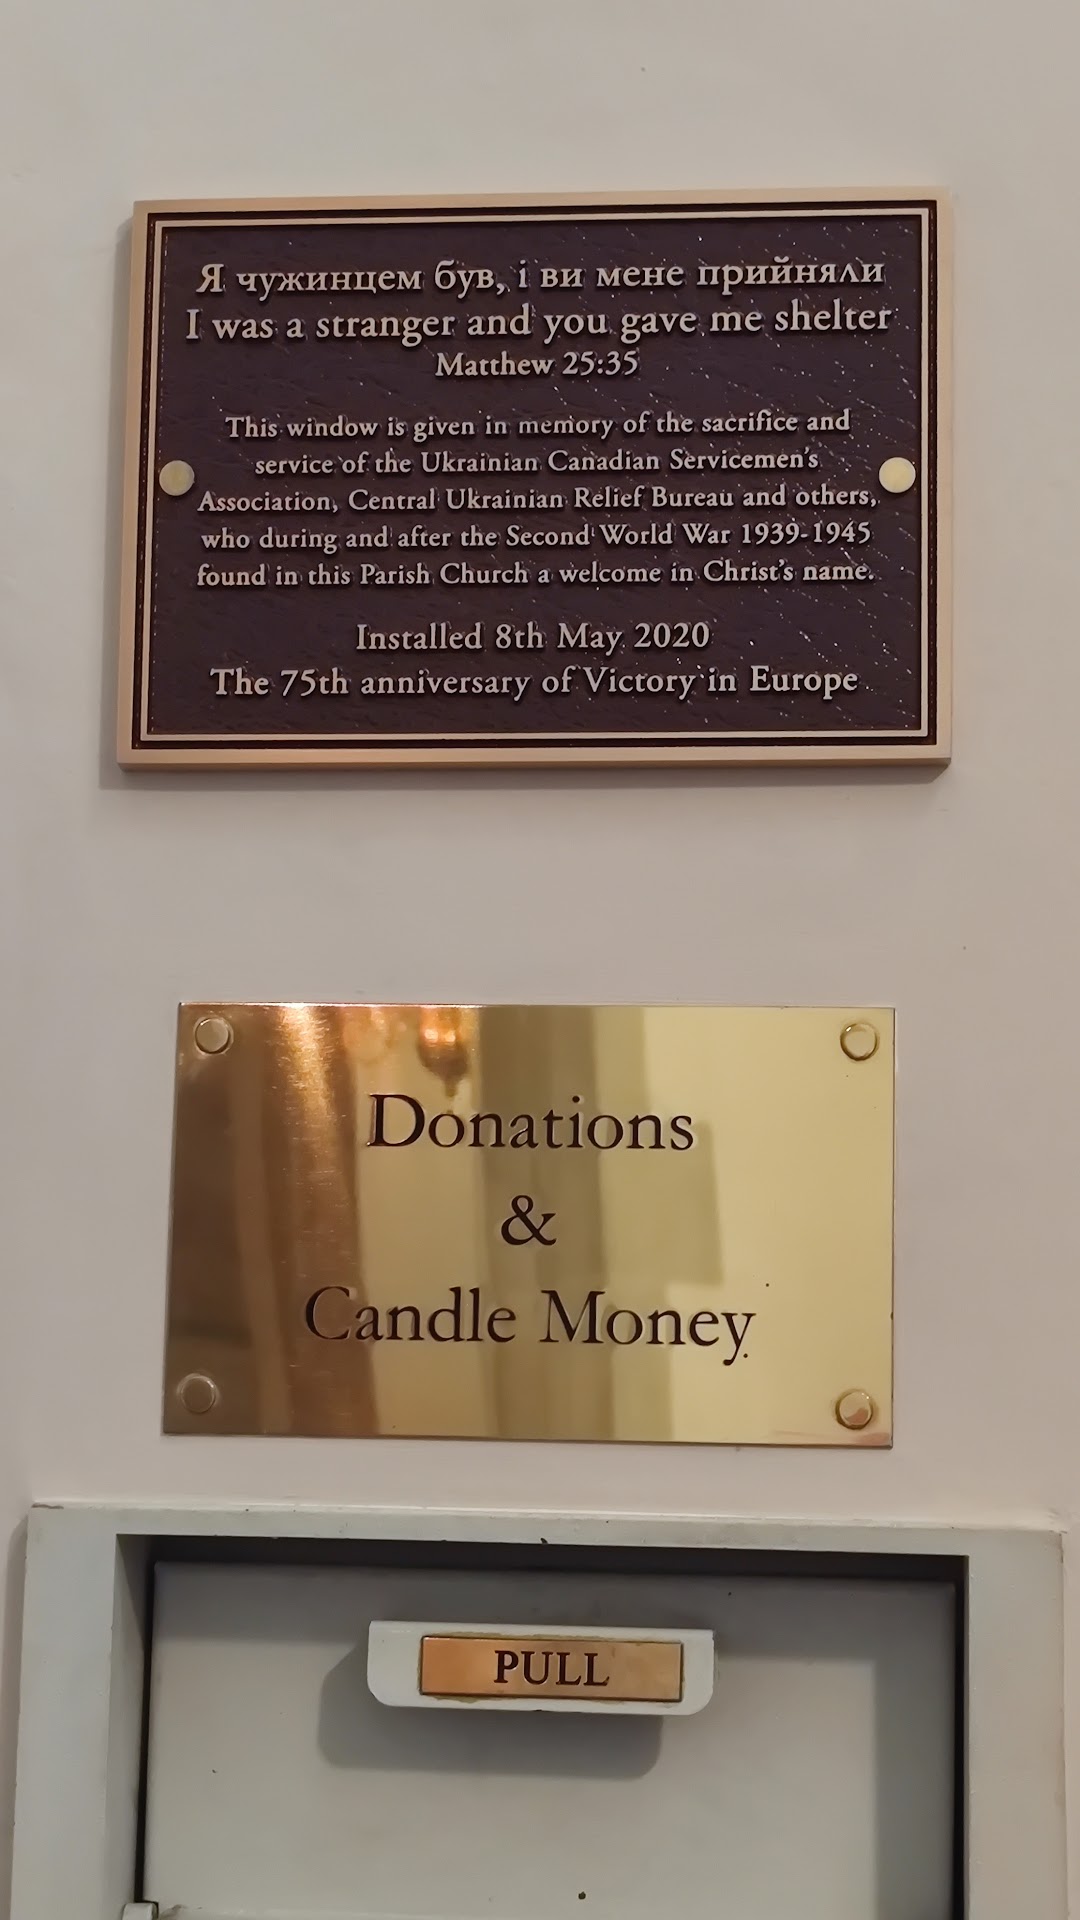 Я чужинцем був, і ви мене прийняли
I was a stranger and you gave me shelter
Matthew 25:35
This window is given in memory of the sacrifice and
service of the Ukrainian Canadian Servicemen's
Association, Central Ukrainian Relief Bureau and others,
who during and after the Second World War 1939-1945
found in this Parish Church a welcome in Christ's name.
Installed 8th May 2020
The 75th anniversary of Victory in Europe
Donations
&
Candle Money
PULL